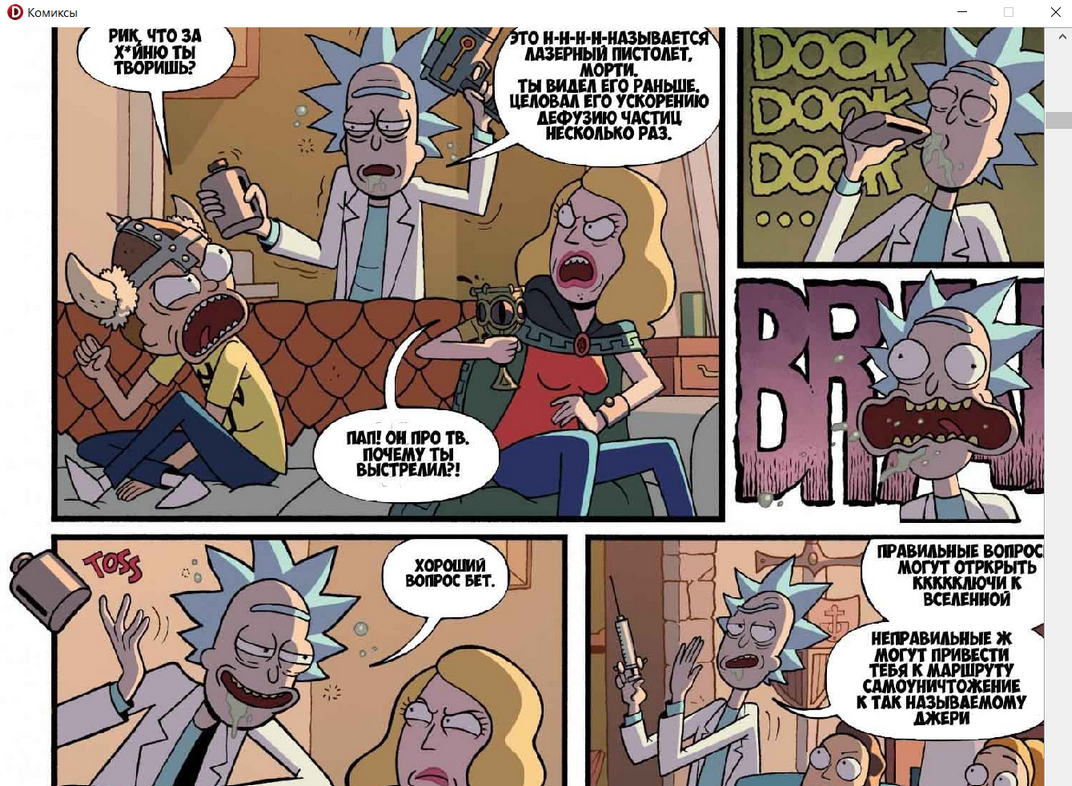 Комиксы
РИК, ЧТО ЗА
Х*ЙНЮ ТЫ
ТВОРИШЬ?
ЭТО Н-Н-Н-Н-НАЗЫВАЕТСЯ
ЛАЗЕРНЫЙ ПИСТОЛЕТ,
МОРТИ.
ТЫ ВИДЕЛ ЕГО РАНЬШЕ.
ЦЕЛОВАЛ ЕГО УСКОРЕНИЮ
ДЕФУЗИЮ ЧАСТИЦ
НЕСКОЛЬКО РАЗ.
ПАП! ОН ПРО ТВ.
ПОЧЕМУ ТЫ
ВЫСТРЕЛИЛ?!
DOOK
DOOK
DOOK
...
TOSS
ХОРОШИЙ
ВОПРОС БЕТ.
ПРАВИЛЬНЫЕ ВОПРОС
МОГУТ ОТРКРЫТЬ
КККККЛЮЧИ К
ВСЕЛЕННОЙ
НЕПРАВИЛЬНЫЕ Ж
МОГУТ ПРИВЕСТИ
ТЕБЯ К МАРШРУТУ
САМОУНИЧТОЖЕНИЕ
К ТАК НАЗЫВАЕМОМУ
ДЖЕРИ